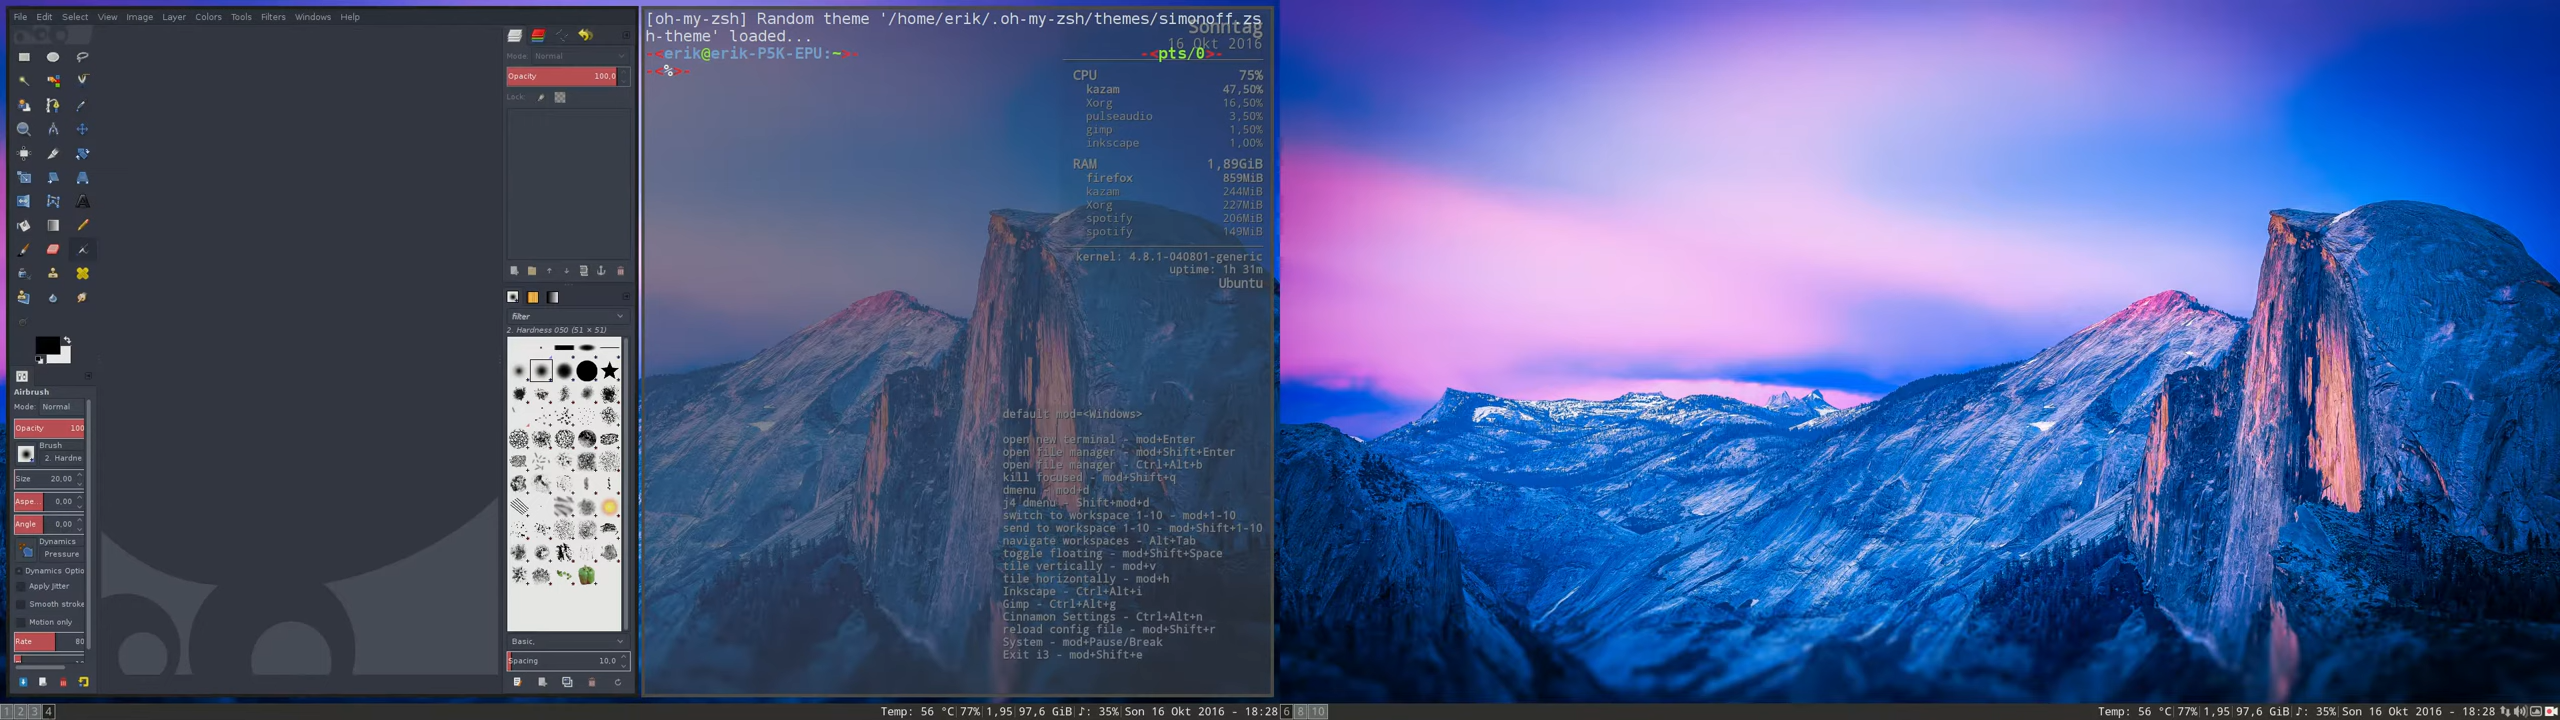 File Edit Select View Image Layer Colors Tools Filters Windows Help
Mode: Normal
Opacity 100,0
Lock:
filter
2. Hardness 050 (51 × 51)
Basic,
Spacing 10,0
Airbrush
Mode: Normal
Opacity 100
Brush
2. Hardne
Size 20,00
Aspe... 0,00
Angle 0,00
Dynamics
Pressure
Dynamics Optio
Apply Jitter
Smooth stroke
Motion only
Rate 80
[oh-my-zsh] Random theme '/home/erik/.oh-my-zsh/themes/simonoff.zs
h-theme' loaded...
-<erik@erik-P5K-EPU:~>- -<pts/0>-
-<%>-
Sonntag
16 Okt 2016
CPU 75%
kazam 47,50%
Xorg 16,50%
pulseaudio 3,50%
gimp 1,50%
inkscape 1,00%
RAM 1,89GiB
firefox 859MiB
kazam 244MiB
Xorg 227MiB
spotify 206MiB
spotify 149MiB
kernel: 4.8.1-040801-generic
uptime: 1h 31m
Ubuntu
default mod=<Windows>
open new terminal - mod+Enter
open file manager - mod+Shift+Enter
open file manager - Ctrl+Alt+b
kill focused - mod+Shift+q
dmenu - mod+d
j4 dmenu - Shift+mod+d
switch to workspace 1-10 - mod+1-10
send to workspace 1-10 - mod+Shift+1-10
navigate workspaces - Alt+Tab
toggle floating - mod+Shift+Space
tile vertically - mod+v
tile horizontally - mod+h
Inkscape - Ctrl+Alt+i
Gimp - Ctrl+Alt+g
Cinnamon Settings - Ctrl+Alt+n
reload config file - mod+Shift+r
System - mod+Pause/Break
Exit i3 - mod+Shift+e
1 2 3 4 Temp: 56 °C 77% 1,95 97,6 GiB ♪: 35% Son 16 Okt 2016 - 18:28
6 8 10 Temp: 56 °C 77% 1,95 97,6 GiB ♪: 35% Son 16 Okt 2016 - 18:28